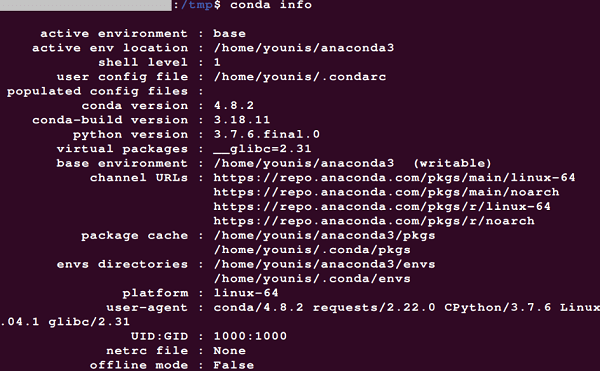 :/tmp$ conda info
active environment : base
active env location : /home/younis/anaconda3
shell level : 1
user config file : /home/younis/.condarc
populated config files :
conda version : 4.8.2
conda-build version : 3.18.11
python version : 3.7.6.final.0
virtual packages : __glibc=2.31
base environment : /home/younis/anaconda3  (writable)
channel URLs : https://repo.anaconda.com/pkgs/main/linux-64
https://repo.anaconda.com/pkgs/main/noarch
https://repo.anaconda.com/pkgs/r/linux-64
https://repo.anaconda.com/pkgs/r/noarch
package cache : /home/younis/anaconda3/pkgs
/home/younis/.conda/pkgs
envs directories : /home/younis/anaconda3/envs
/home/younis/.conda/envs
platform : linux-64
user-agent : conda/4.8.2 requests/2.22.0 CPython/3.7.6 Linux
.04.1 glibc/2.31
UID:GID : 1000:1000
netrc file : None
offline mode : False